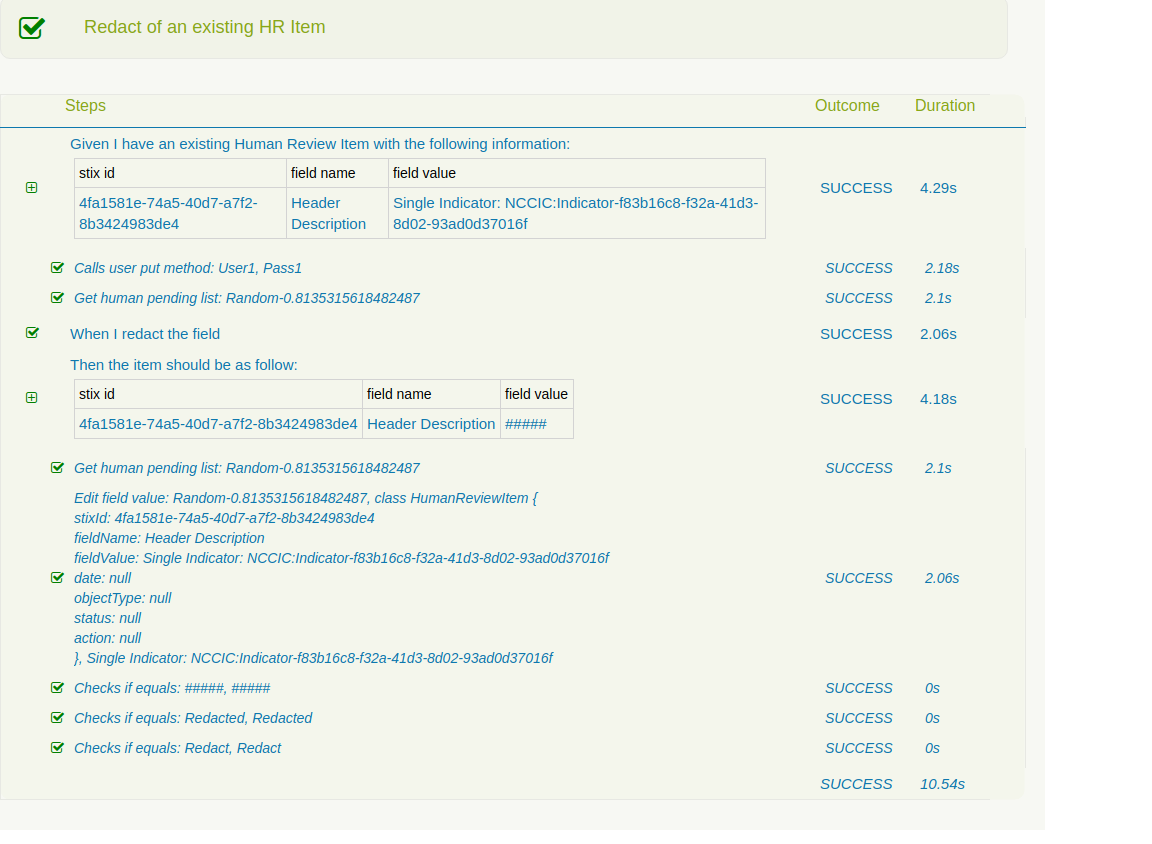 Redact of an existing HR Item
Steps Outcome Duration
Given I have an existing Human Review Item with the following information:
stix id field name field value
4fa1581e-74a5-40d7-a7f2- Header Single Indicator: NCCIC:Indicator-f83b16c8-f32a-41d3-
8b3424983de4 Description 8d02-93ad0d37016f
SUCCESS 4.29s
Calls user put method: User1, Pass1 SUCCESS 2.18s
Get human pending list: Random-0.8135315618482487 SUCCESS 2.1s
When I redact the field SUCCESS 2.06s
Then the item should be as follow:
stix id field name field value
SUCCESS 4.18s
4fa1581e-74a5-40d7-a7f2-8b3424983de4 Header Description #####
Get human pending list: Random-0.8135315618482487 SUCCESS 2.1s
Edit field value: Random-0.8135315618482487, class HumanReviewItem {
stixId: 4fa1581e-74a5-40d7-a7f2-8b3424983de4
fieldName: Header Description
fieldValue: Single Indicator: NCCIC:Indicator-f83b16c8-f32a-41d3-8d02-93ad0d37016f
date: null SUCCESS 2.06s
objectType: null
status: null
action: null
}, Single Indicator: NCCIC:Indicator-f83b16c8-f32a-41d3-8d02-93ad0d37016f
Checks if equals: #####, ##### SUCCESS 0s
Checks if equals: Redacted, Redacted SUCCESS 0s
Checks if equals: Redact, Redact SUCCESS 0s
SUCCESS 10.54s